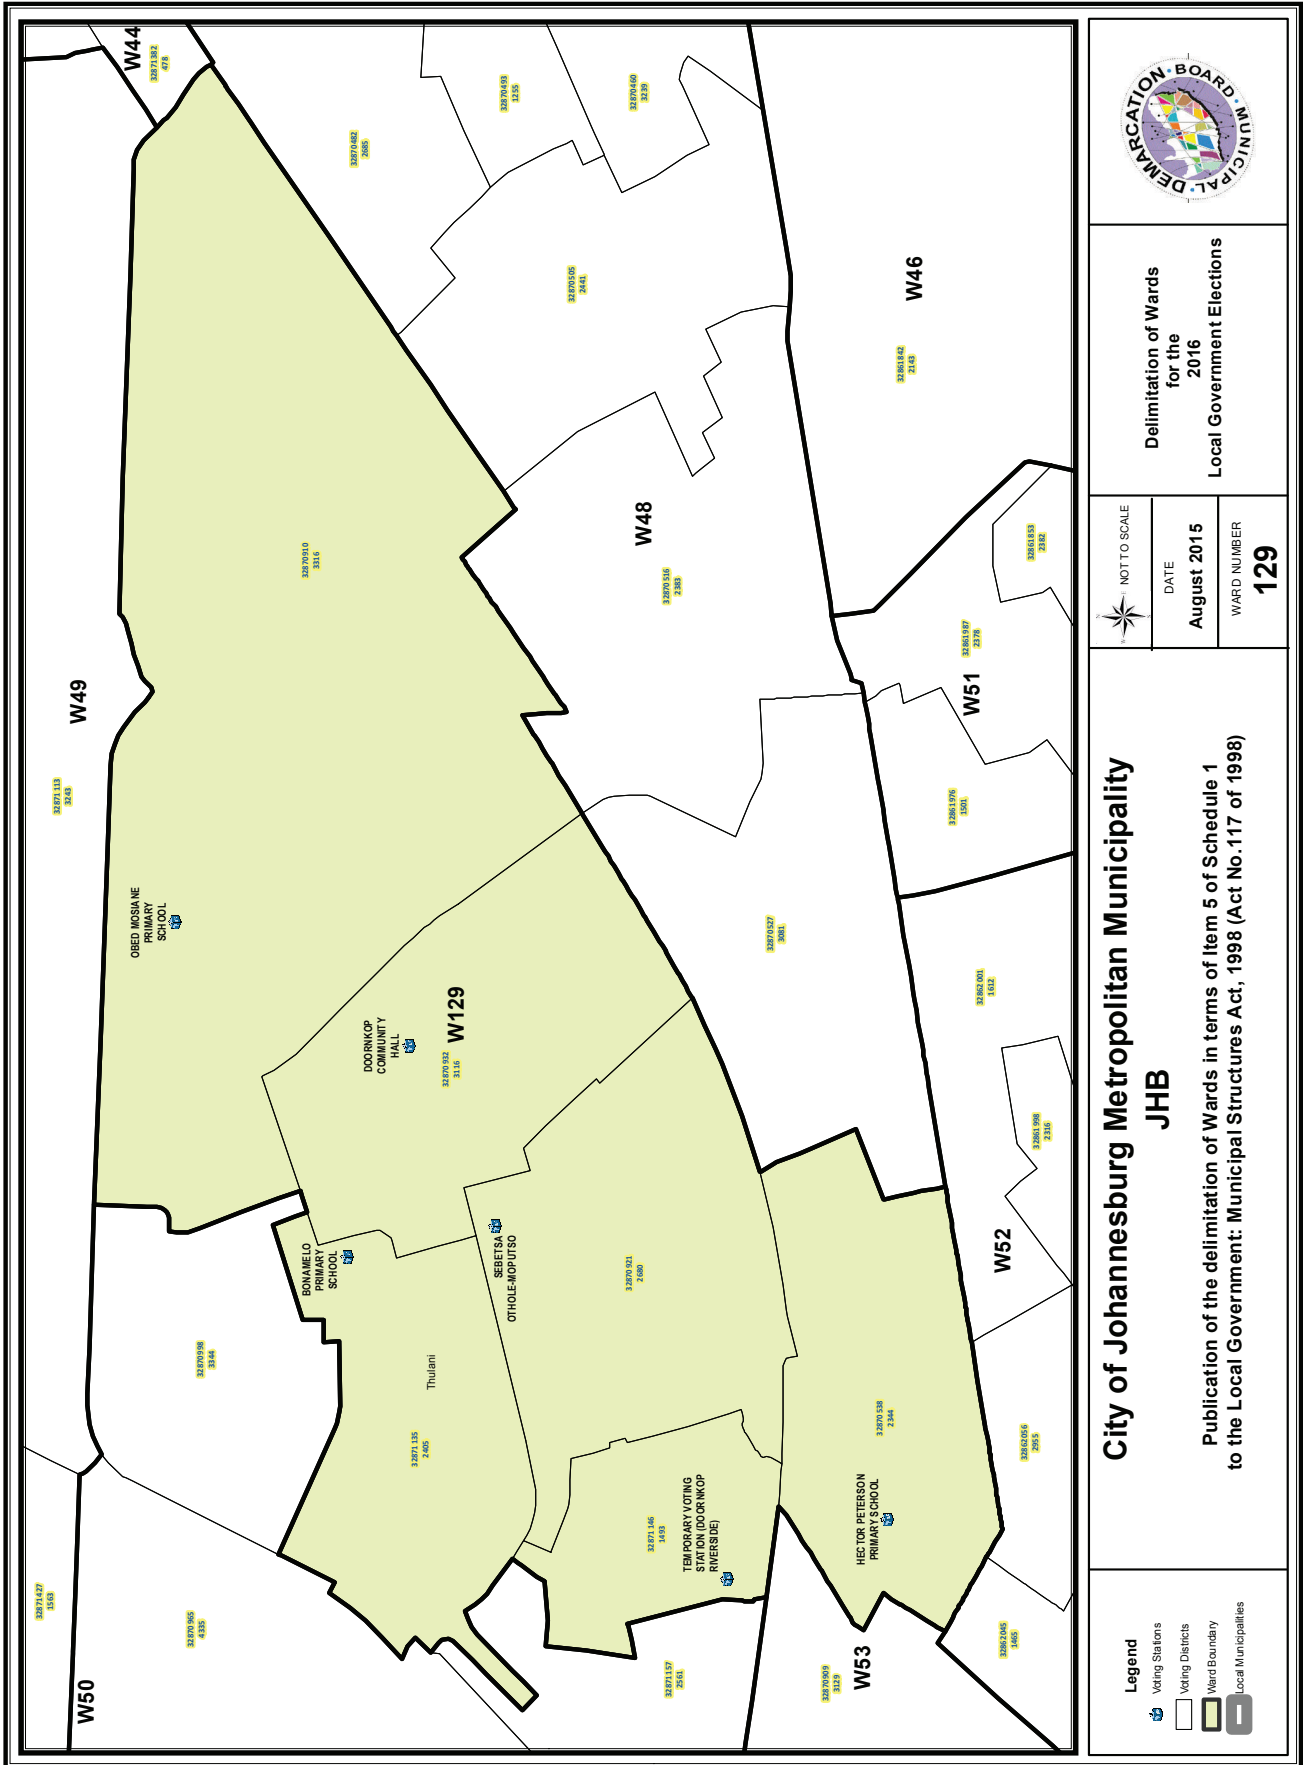 W44
32871382
478
W49
32871113
3243
32870482
2685
32870493
1255
32870460
3239
32870505
2441
W46
32861842
2143
32870910
3316
W48
32870516
2383
32861853
2382
32861987
2378
W51
32861976
1501
OBED MOSIANE
PRIMARY
SCHOOL
DOORNKOP
COMMUNITY
HALL
W129
32870932
3116
32870527
3081
32862001
1612
32861998
2316
W52
BONAMELO
PRIMARY
SCHOOL
SEBETSA
OTHOLE-MOPUTSO
32870921
2680
32870998
3344
Thulani
32871135
2405
32870538
2344
32862056
2955
TEMPORARY VOTING
STATION (DOORNKOP
RIVERSIDE)
32871146
1493
HECTOR PETERSON
PRIMARY SCHOOL
32871427
1563
32870965
4335
W50
32871157
2561
32870909
3129
W53
32862045
1465
Legend
Voting Stations
Voting Districts
Ward Boundary
Local Municipalities
City of Johannesburg Metropolitan Municipality
JHB
Publication of the delimitation of Wards in terms of Item 5 of Schedule 1
to the Local Government: Municipal Structures Act, 1998 (Act No.117 of 1998)
NOT TO SCALE
DATE
August 2015
WARD NUMBER
129
Delimitation of Wards
for the
2016
Local Government Elections
MUNICIPAL DEMARCATION BOARD